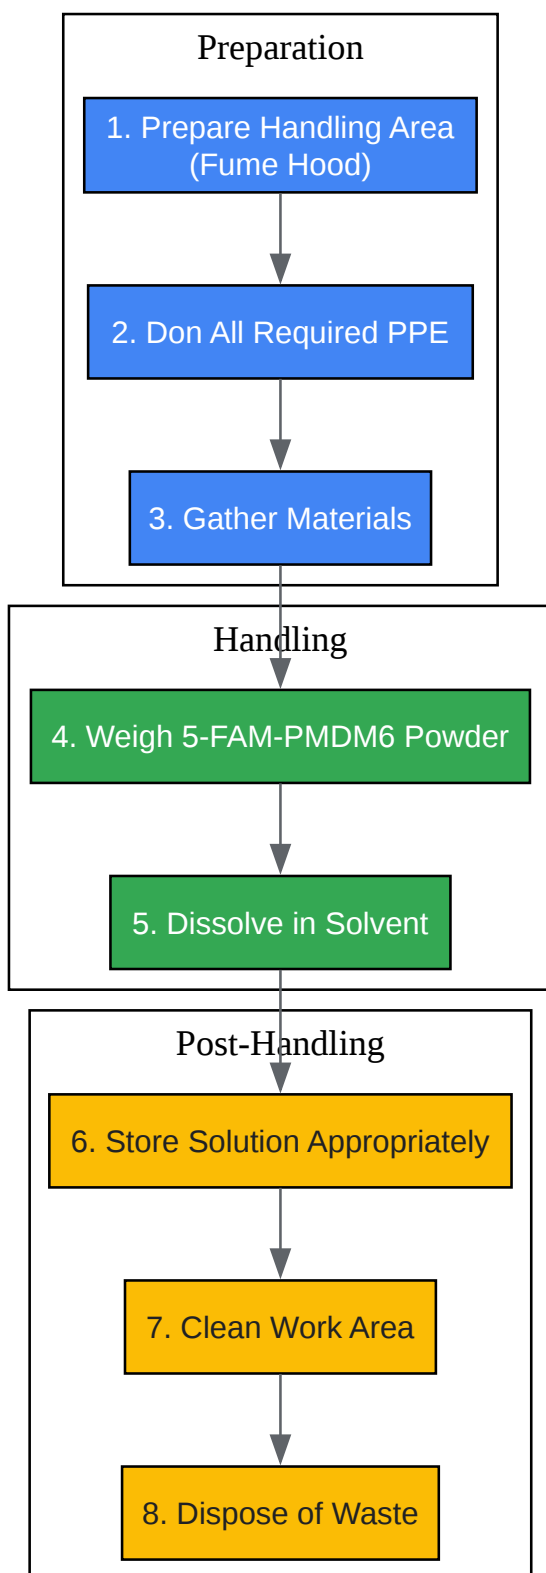 Preparation
1. Prepare Handling Area
(Fume Hood)
2. Don All Required PPE
3. Gather Materials
Handling
4. Weigh 5-FAM-PMDM6 Powder
5. Dissolve in Solvent
Post-Handling
6. Store Solution Appropriately
7. Clean Work Area
8. Dispose of Waste